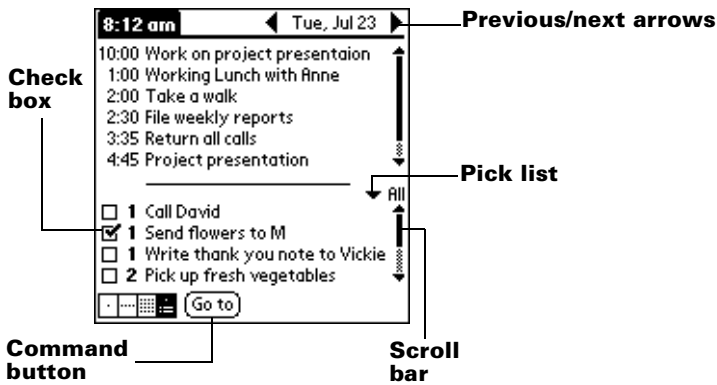 8:12 am Tue, Jul 23 Previous/next arrows
10:00 Work on project presentaion
1:00 Working Lunch with Anne
Check box
2:00 Take a walk
2:30 File weekly reports
3:35 Return all calls
4:45 Project presentation
Pick list
All
1 Call David
1 Send flowers to M
1 Write thank you note to Vickie
2 Pick up fresh vegetables
Go to
Command button
Scroll bar